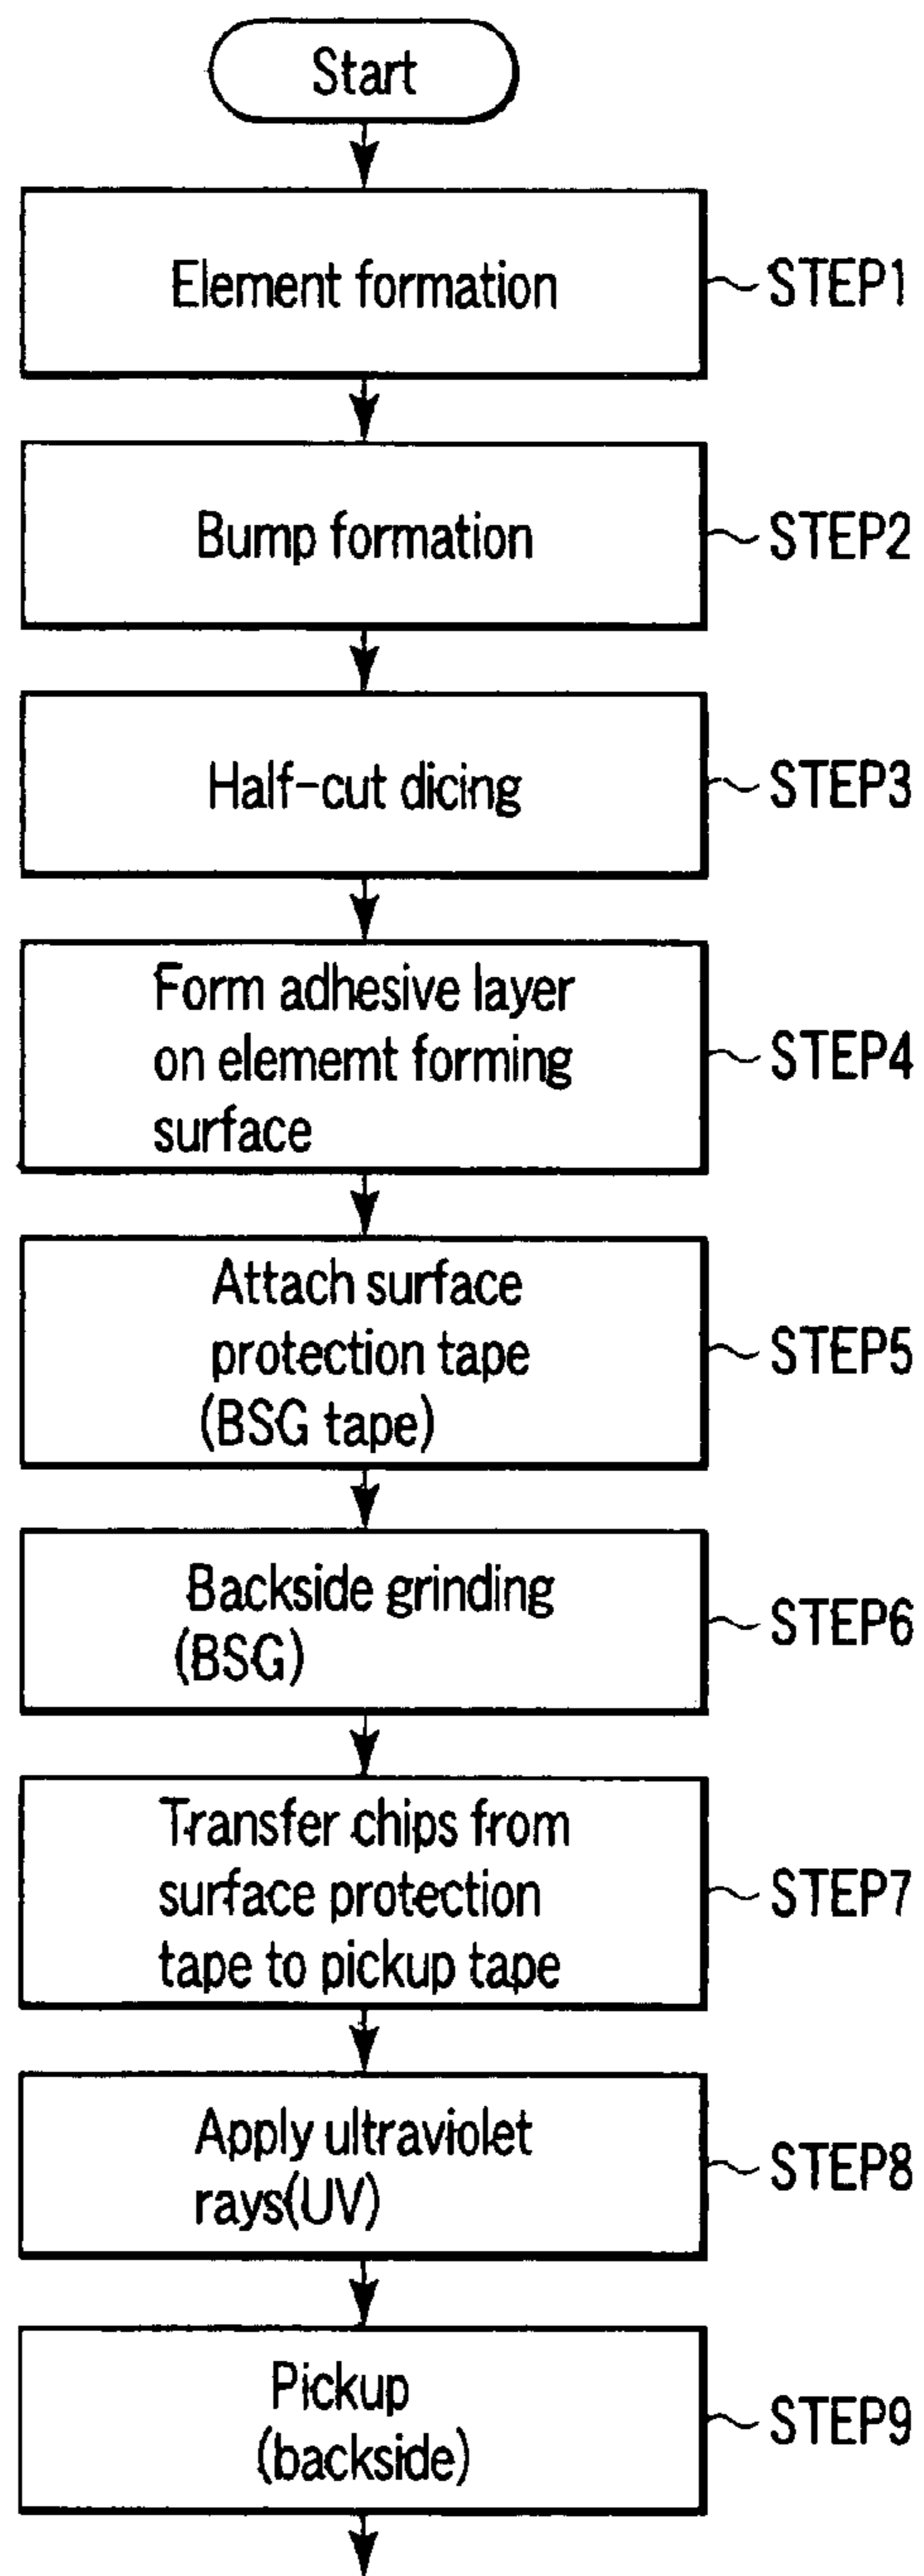 Start
Element formation
STEP1
Bump formation
STEP2
Half-cut dicing
STEP3
Form adhesive layer
on elememt forming
surface
STEP4
Attach surface
protection tape
(BSG tape)
STEP5
Backside grinding
(BSG)
STEP6
Transfer chips from
surface protection
tape to pickup tape
STEP7
Apply ultraviolet
rays(UV)
STEP8
Pickup
(backside)
STEP9